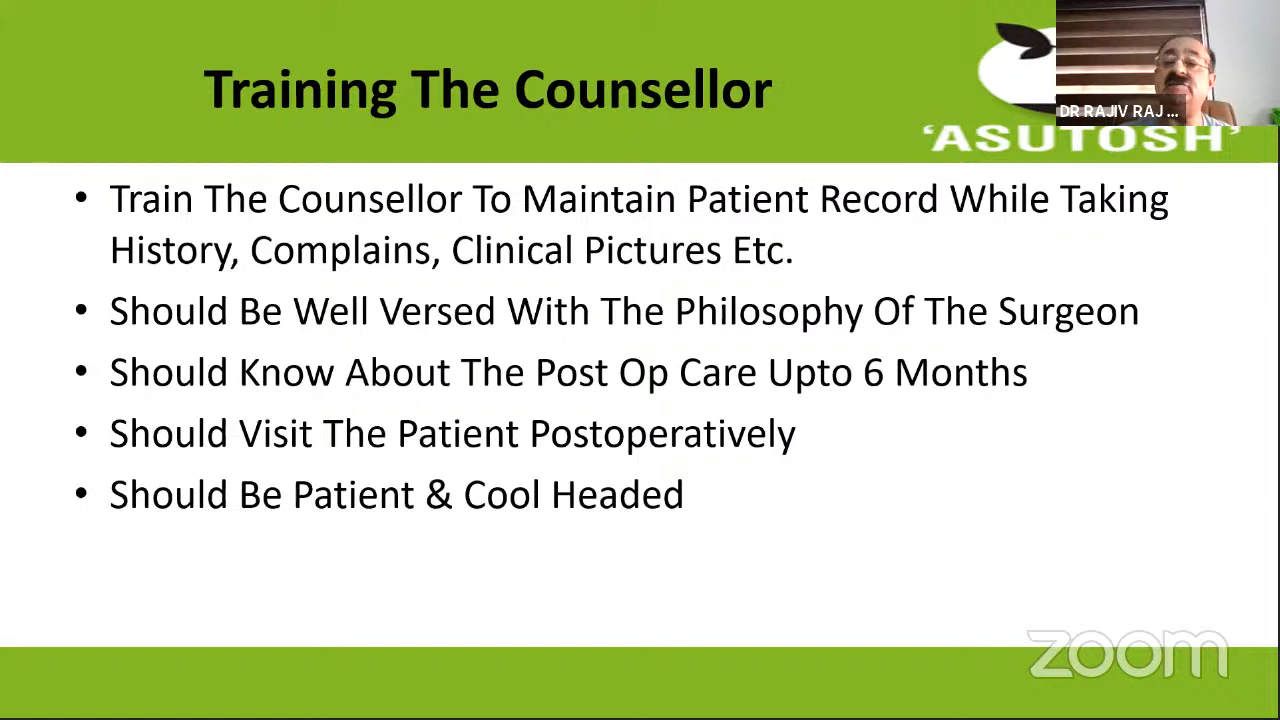 Training The Counsellor
DR RAJIV RAJ ...
‘ASUTOSH’
• Train The Counsellor To Maintain Patient Record While Taking
History, Complains, Clinical Pictures Etc.
• Should Be Well Versed With The Philosophy Of The Surgeon
• Should Know About The Post Op Care Upto 6 Months
• Should Visit The Patient Postoperatively
• Should Be Patient & Cool Headed
zoom